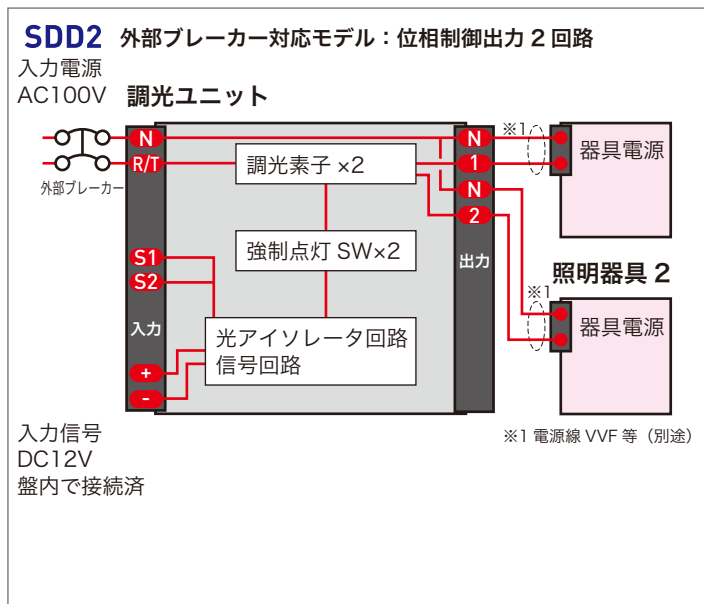 SDD2 外部ブレーカー対応モデル：位相制御出力 2 回路
入力電源
AC100V 調光ユニット
外部ブレーカー
N
R/T
S1
S2
入力
+
-
調光素子 ×2
強制点灯 SW×2
光アイソレータ回路
信号回路
N
1
N
2
出力
※1
器具電源
照明器具 2
※1
器具電源
※1 電源線 VVF 等（別途）
入力信号
DC12V
盤内で接続済